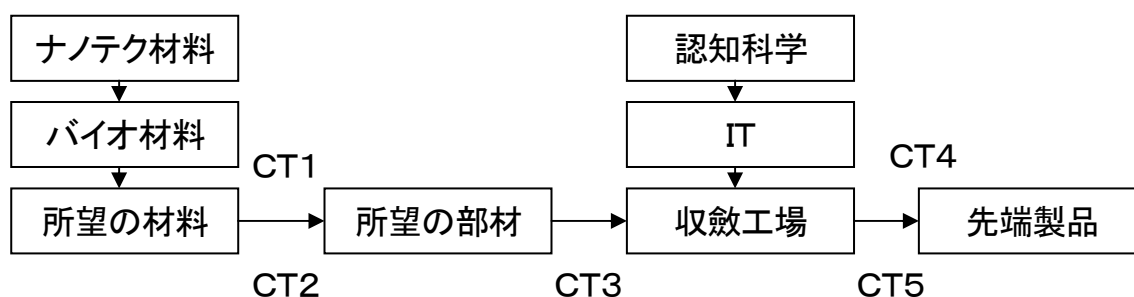 ナノテク材料
認知科学
バイオ材料
IT
CT1
CT4
所望の材料
所望の部材
収斂工場
先端製品
CT2
CT3
CT5